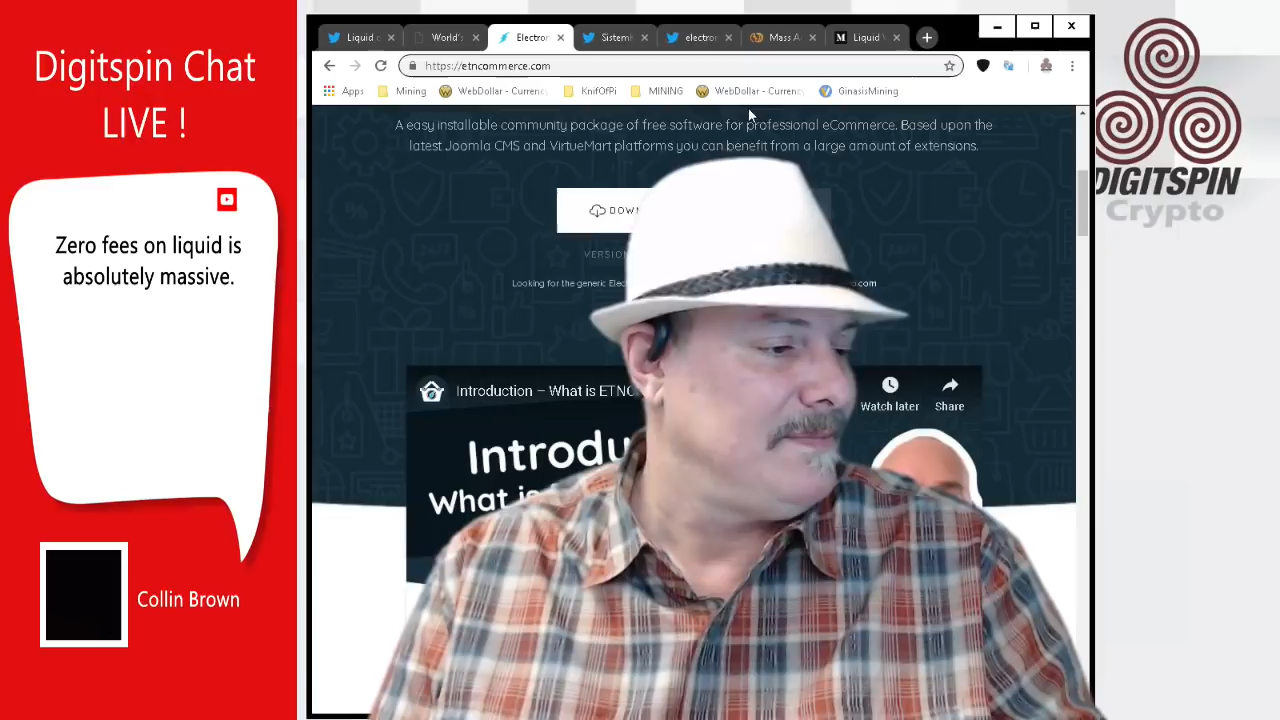 Digitspin Chat
LIVE !
Zero fees on liquid is
absolutely massive.
Collin Brown
Liquid
World's
Electron
Sistem
electron
Mass A
Liquid
https://etncommerce.com
Apps
Mining
WebDollar - Currency
KnifOfPi
MINING
WebDollar - Currency
GinasisMining
A easy installable community package of free software for professional eCommerce. Based upon the
latest Joomla CMS and VirtueMart platforms you can benefit from a large amount of extensions.
DOWN
VERSION
Looking for the generic Elec
.com
Introduction – What is ETNC
Watch later
Share
Introdu
What is
DIGITSPIN
Crypto